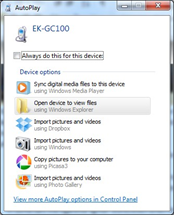 AutoPlay
EK-GC100
Always do this for this device:
Device options
Sync digital media files to this device
using Windows Media Player
Open device to view files
using Windows Explorer
Import pictures and videos
using Dropbox
Import pictures and videos
using Windows
Copy pictures to your computer
using Picasa3
Import pictures and videos
using Photo Gallery
View more AutoPlay options in Control Panel